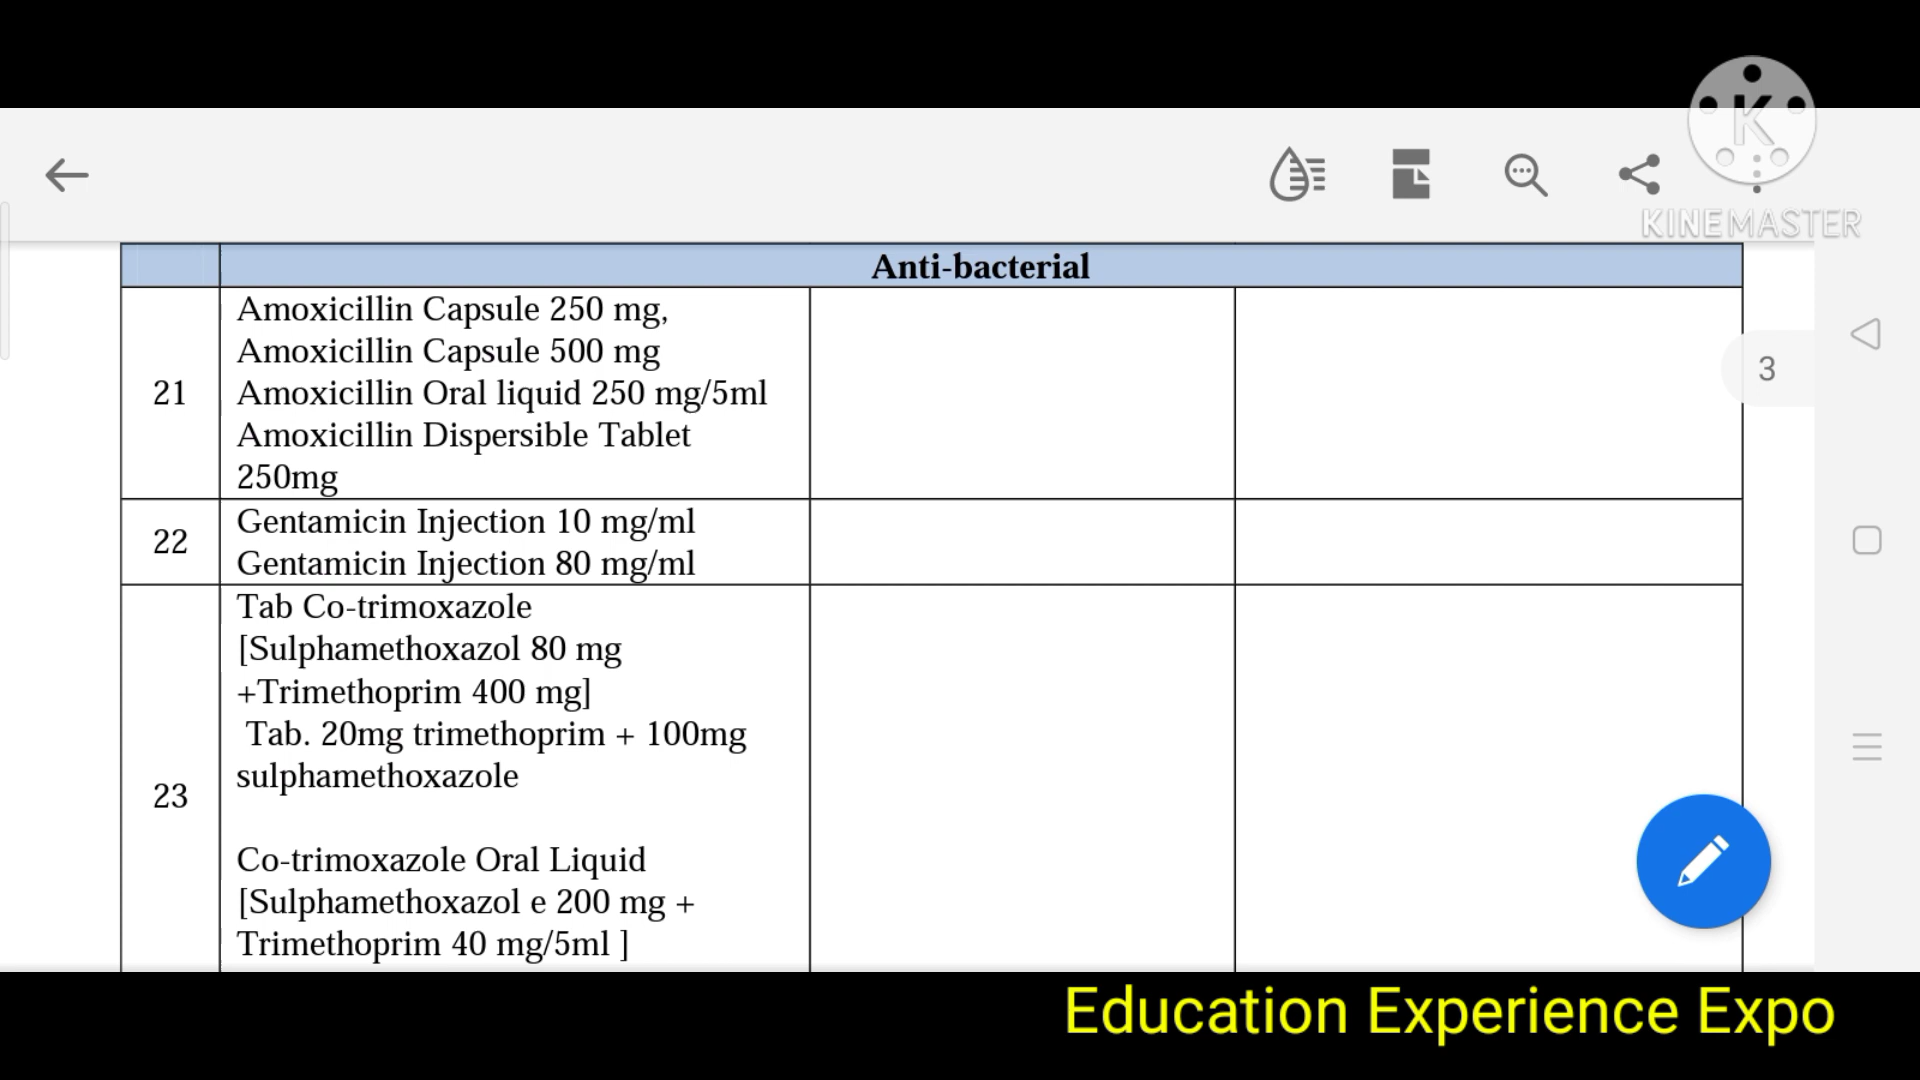 K
KINEMASTER
Anti-bacterial
21
Amoxicillin Capsule 250 mg,
Amoxicillin Capsule 500 mg
Amoxicillin Oral liquid 250 mg/5ml
Amoxicillin Dispersible Tablet
250mg
3
22
Gentamicin Injection 10 mg/ml
Gentamicin Injection 80 mg/ml
23
Tab Co-trimoxazole
[Sulphamethoxazol 80 mg
+Trimethoprim 400 mg]
Tab. 20mg trimethoprim + 100mg
sulphamethoxazole
Co-trimoxazole Oral Liquid
[Sulphamethoxazol e 200 mg +
Trimethoprim 40 mg/5ml ]
Education Experience Expo